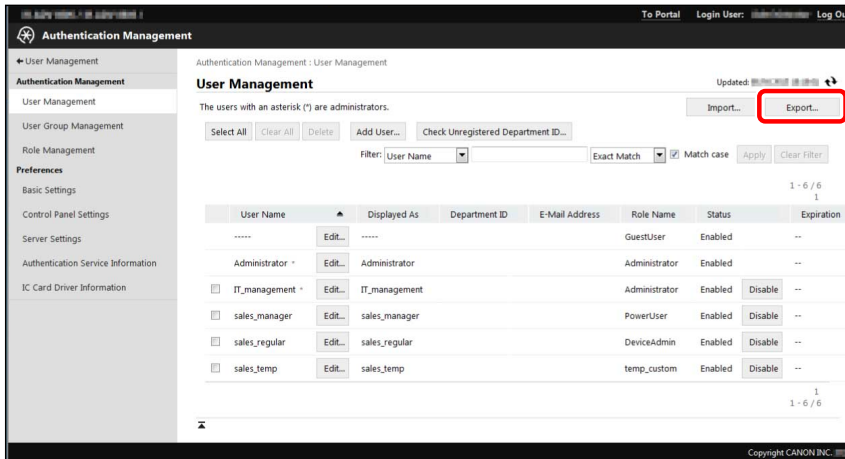 To Portal Login User: Log Ou
Authentication Management
User Management
Authentication Management : User Management
Authentication Management
User Management
Updated:
User Management
The users with an asterisk (*) are administrators.
Import... Export...
User Group Management
Select All Clear All Delete Add User... Check Unregistered Department ID...
Role Management
Filter: User Name Exact Match Match case Apply Clear Filter
Preferences
Basic Settings
1 - 6 / 6
1
Control Panel Settings
User Name Displayed As Department ID E-Mail Address Role Name Status Expiration
Server Settings
----- Edit... ----- GuestUser Enabled --
Authentication Service Information
Administrator * Edit... Administrator Administrator Enabled --
IC Card Driver Information
IT_management * Edit... IT_management Administrator Enabled Disable --
sales_manager Edit... sales_manager PowerUser Enabled Disable --
sales_regular Edit... sales_regular DeviceAdmin Enabled Disable --
sales_temp Edit... sales_temp temp_custom Enabled Disable --
1
1 - 6 / 6
Copyright CANON INC.